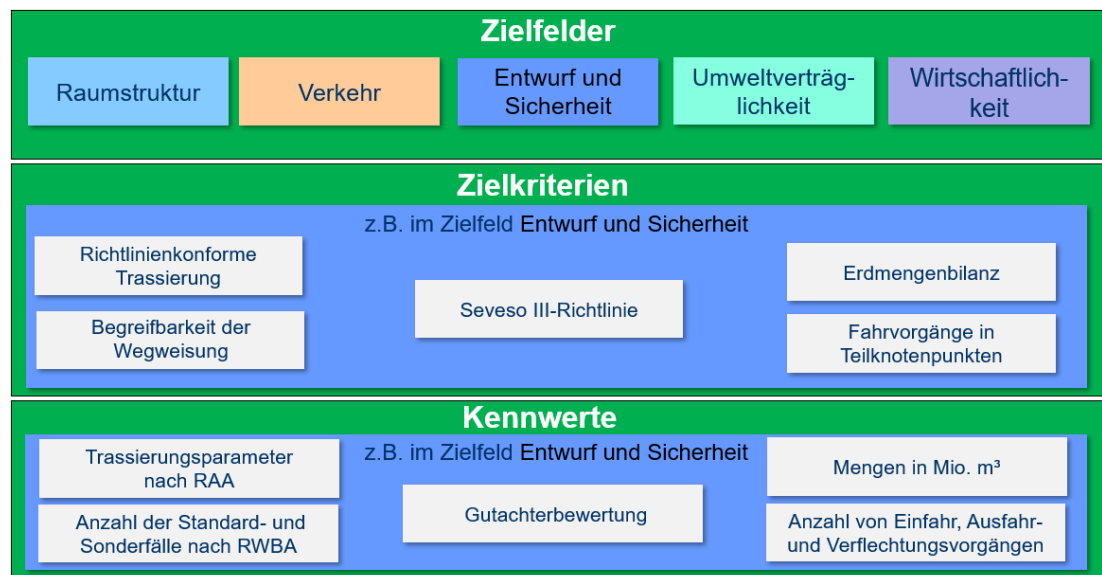 Zielfelder
Raumstruktur
Verkehr
Entwurf und
Sicherheit
Umweltverträg-
lichkeit
Wirtschaftlich-
keit
Zielkriterien
z.B. im Zielfeld Entwurf und Sicherheit
Richtlinienkonforme
Trassierung
Begreifbarkeit der
Wegweisung
Seveso III-Richtlinie
Erdmengenbilanz
Fahrvorgänge in
Teilknotenpunkten
Kennwerte
z.B. im Zielfeld Entwurf und Sicherheit
Trassierungsparameter
nach RAA
Anzahl der Standard- und
Sonderfälle nach RWBA
Gutachterbewertung
Mengen in Mio. m³
Anzahl von Einfahr, Ausfahr-
und Verflechtungsvorgängen